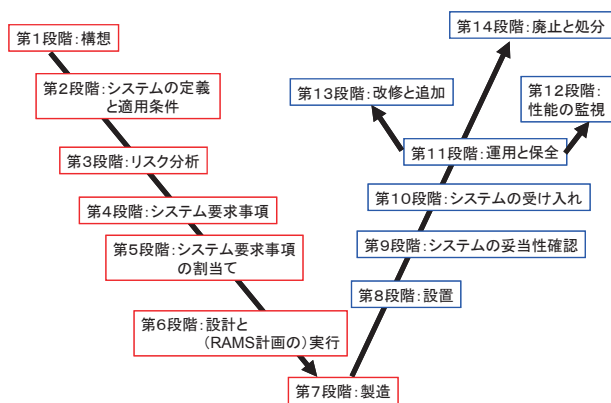 第1段階：構想
第2段階：システムの定義
と適用条件
第3段階：リスク分析
第4段階：システム要求事項
第5段階：システム要求事項
の割当て
第6段階：設計と
（RAMS計画の）実行
第7段階：製造
第8段階：設置
第9段階：システムの妥当性確認
第10段階：システムの受け入れ
第11段階：運用と保全
第12段階：
性能の監視
第13段階：改修と追加
第14段階：廃止と処分